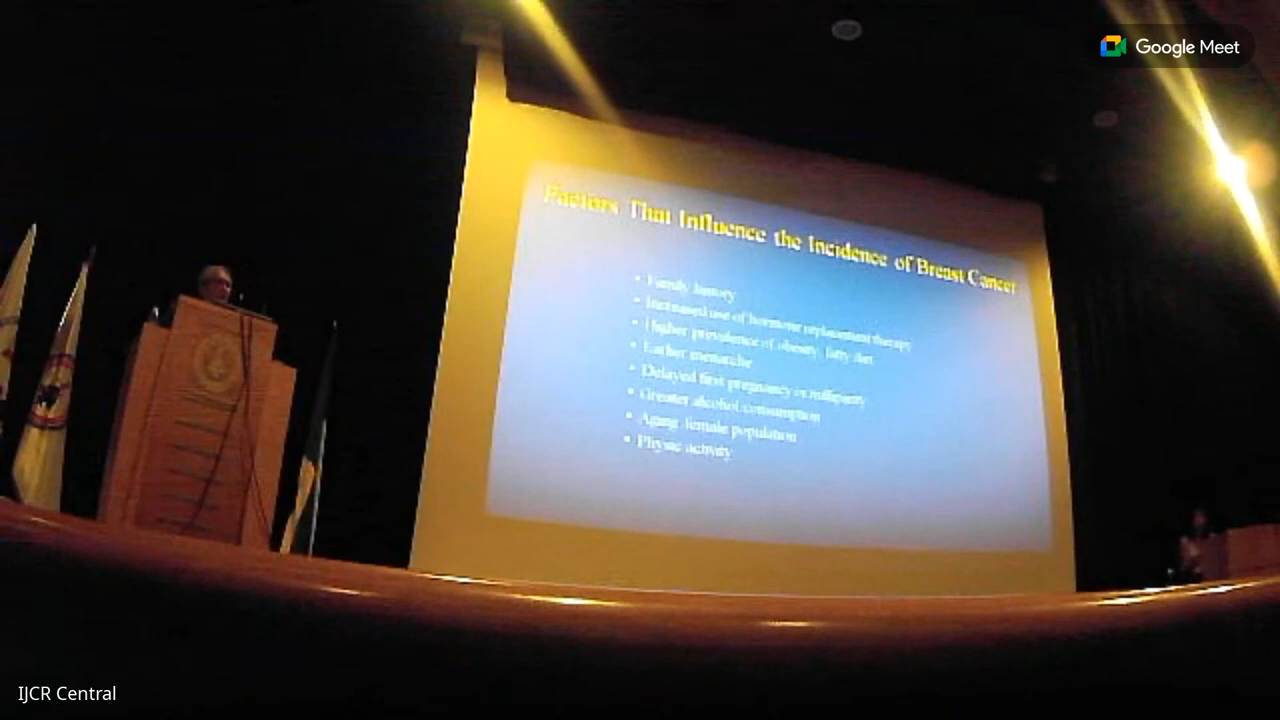 Google Meet
Factors That Influence the Incidence of Breast Cancer
• Family history
• Increased use of hormone replacement therapy
• Higher prevalence of obesity, fatty diet
• Earlier menarche
• Delayed first pregnancy or nulliparity
• Greater alcohol consumption
• Aging female population
• Physic activity
IJCR Central